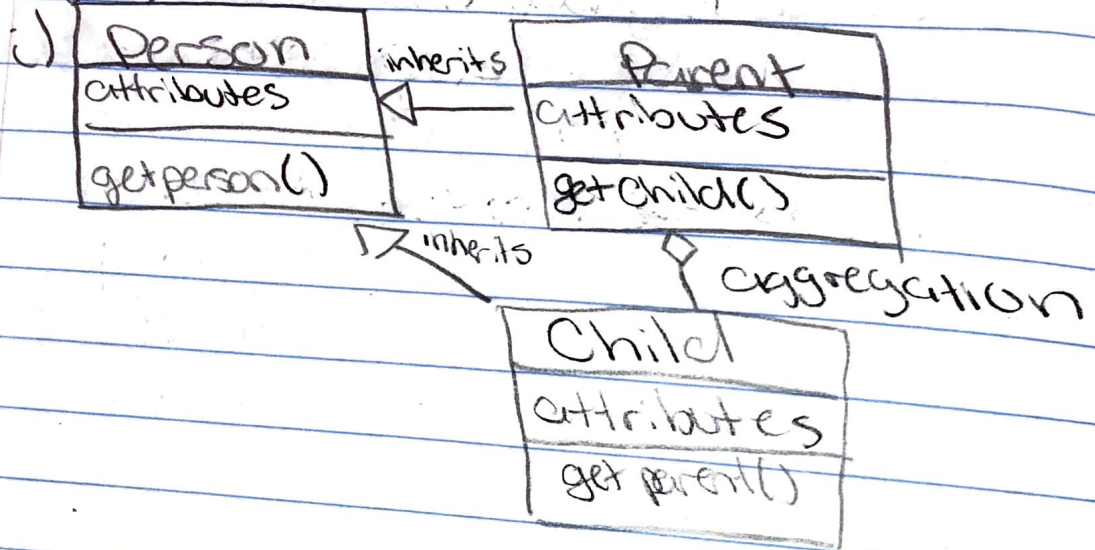 i)
Person
attributes
getperson()
inherits
Parent
attributes
getChild()
inherits
aggregation
Child
attributes
get parent()